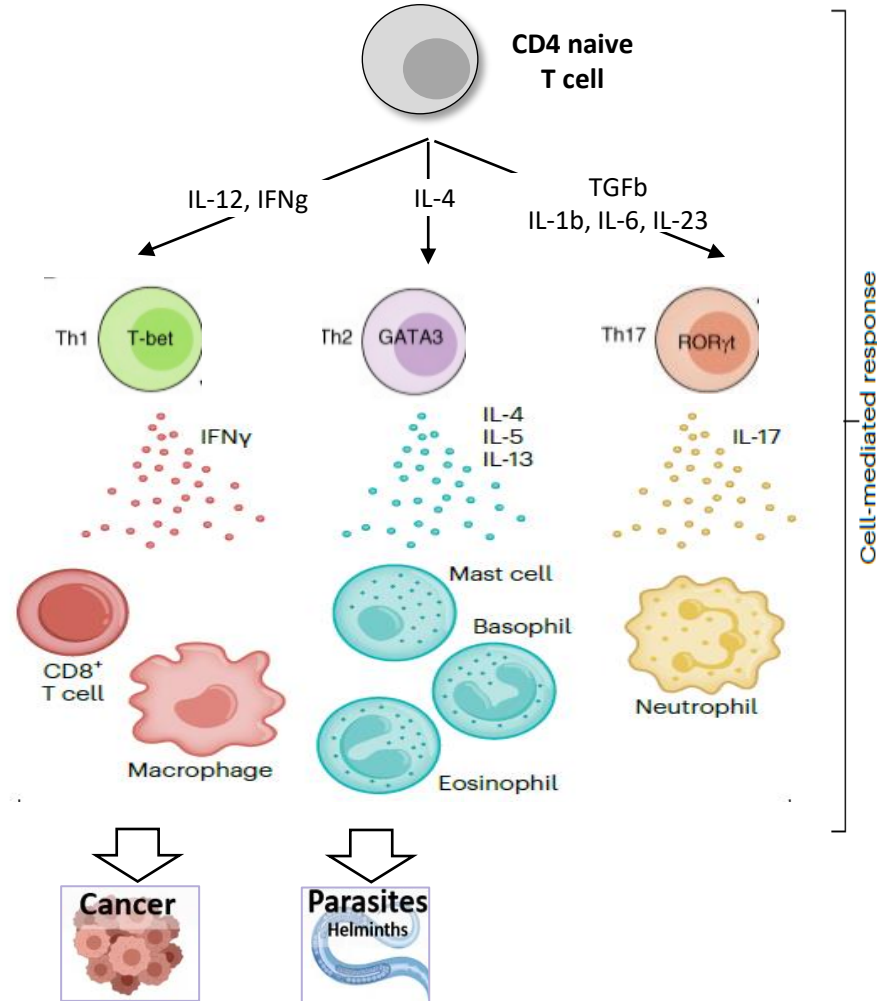 CD4 naive
T cell
IL-12, IFNg
IL-4
TGFb
IL-1b, IL-6, IL-23
Th1
T-bet
Th2
GATA3
Th17
RORγt
IFNγ
IL-4
IL-5
IL-13
IL-17
CD8⁺
T cell
Macrophage
Mast cell
Basophil
Eosinophil
Neutrophil
Cell-mediated response
Cancer
Parasites
Helminths